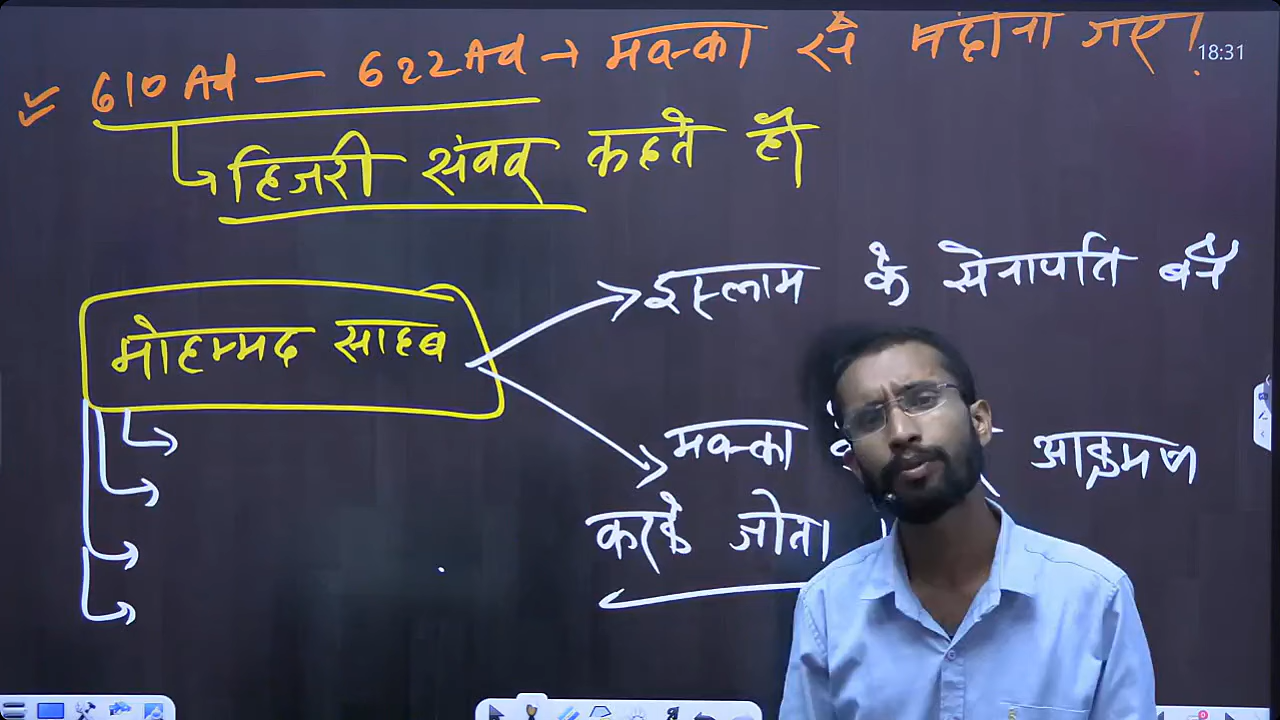 610 Ad — 622 Ad → मक्का से मदीना गए।
18:31
हिजरी संवत् कहते हैं
मोहम्मद साहब
इस्लाम के सेनापति बने
मक्का आक्रमण
करके जीता